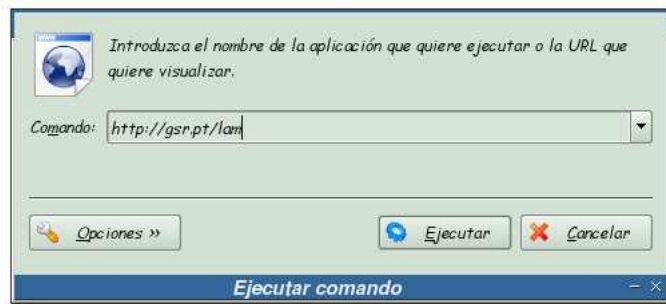 Introduzca el nombre de la aplicación que quiere ejecutar o la URL que
quiere visualizar.
Comando: http://gsr.pt/lam
Opciones »
Ejecutar
Cancelar
Ejecutar comando